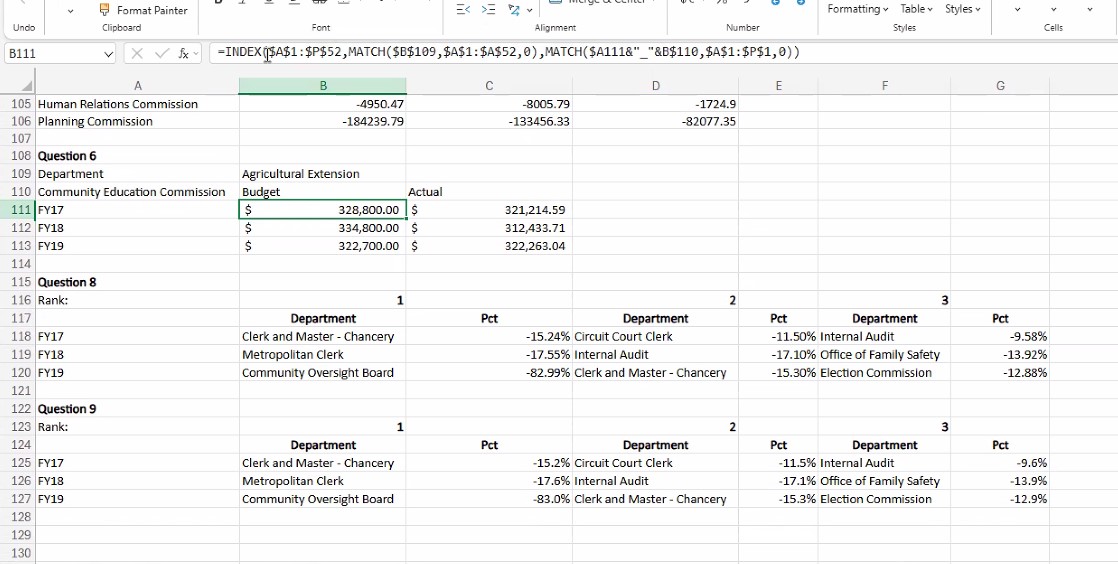 Format Painter
Merge & Center
Formatting Table Styles
Undo Clipboard Font Alignment Number Styles Cells
B111 fx =INDEX($A$1:$P$52,MATCH($B$109,$A$1:$A$52,0),MATCH($A111&"_"&B$110,$A$1:$P$1,0))
A B C D E F G
105 Human Relations Commission -4950.47 -8005.79 -1724.9
106 Planning Commission -184239.79 -133456.33 -82077.35
107
108 Question 6
109 Department Agricultural Extension
110 Community Education Commission Budget Actual
111 FY17 $ 328,800.00 $ 321,214.59
112 FY18 $ 334,800.00 $ 312,433.71
113 FY19 $ 322,700.00 $ 322,263.04
114
115 Question 8
116 Rank: 1 2 3
117 Department Pct Department Pct Department Pct
118 FY17 Clerk and Master - Chancery -15.24% Circuit Court Clerk -11.50% Internal Audit -9.58%
119 FY18 Metropolitan Clerk -17.55% Internal Audit -17.10% Office of Family Safety -13.92%
120 FY19 Community Oversight Board -82.99% Clerk and Master - Chancery -15.30% Election Commission -12.88%
121
122 Question 9
123 Rank: 1 2 3
124 Department Pct Department Pct Department Pct
125 FY17 Clerk and Master - Chancery -15.2% Circuit Court Clerk -11.5% Internal Audit -9.6%
126 FY18 Metropolitan Clerk -17.6% Internal Audit -17.1% Office of Family Safety -13.9%
127 FY19 Community Oversight Board -83.0% Clerk and Master - Chancery -15.3% Election Commission -12.9%
128
129
130